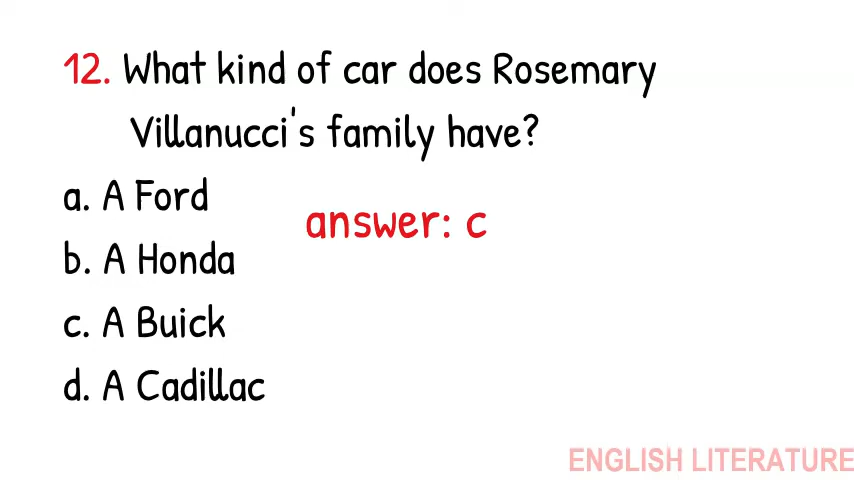 12. What kind of car does Rosemary
Villanucci's family have?
a. A Ford
answer: c
b. A Honda
c. A Buick
d. A Cadillac
ENGLISH LITERATURE